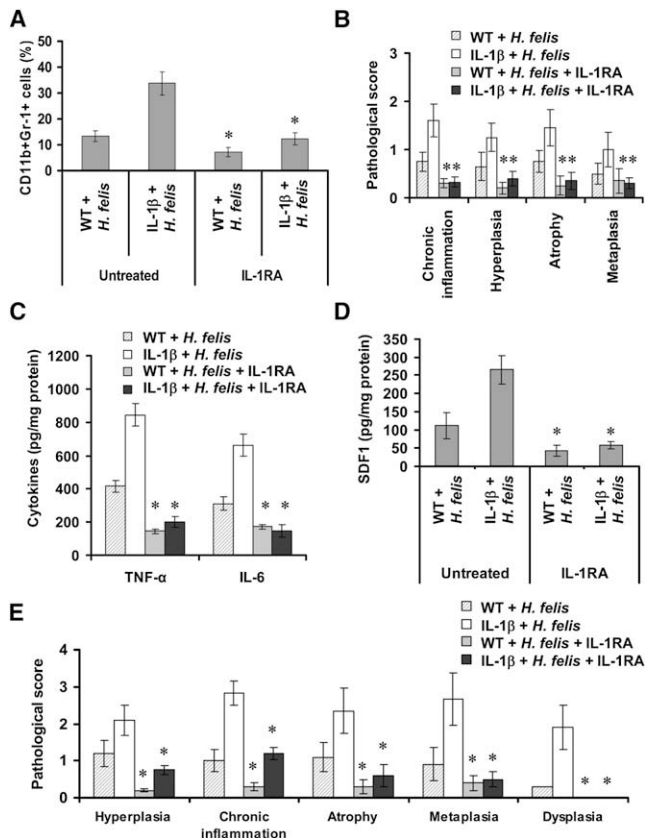 A
CD11b+Gr-1+ cells (%)
50
40
30
20
10
0
*
*
WT + H. felis
IL-1β + H. felis
WT + H. felis
IL-1β + H. felis
Untreated
IL-1RA
B
WT + H. felis
IL-1β + H. felis
WT + H. felis + IL-1RA
IL-1β + H. felis + IL-1RA
Pathological score
3
2
1
0
**
**
**
**
Chronic inflammation
Hyperplasia
Atrophy
Metaplasia
C
WT + H. felis
IL-1β + H. felis
WT + H. felis + IL-1RA
IL-1β + H. felis + IL-1RA
Cytokines (pg/mg protein)
1000
800
600
400
200
0
* *
* *
TNF-α
IL-6
D
SDF1 (pg/mg protein)
350
300
250
200
150
100
50
0
*
*
WT + H. felis
IL-1β + H. felis
WT + H. felis
IL-1β + H. felis
Untreated
IL-1RA
E
WT + H. felis
IL-1β + H. felis
WT + H. felis + IL-1RA
IL-1β + H. felis + IL-1RA
Pathological score
4
3
2
1
0
* *
* *
* *
* *
* *
Hyperplasia
Chronic inflammation
Atrophy
Metaplasia
Dysplasia